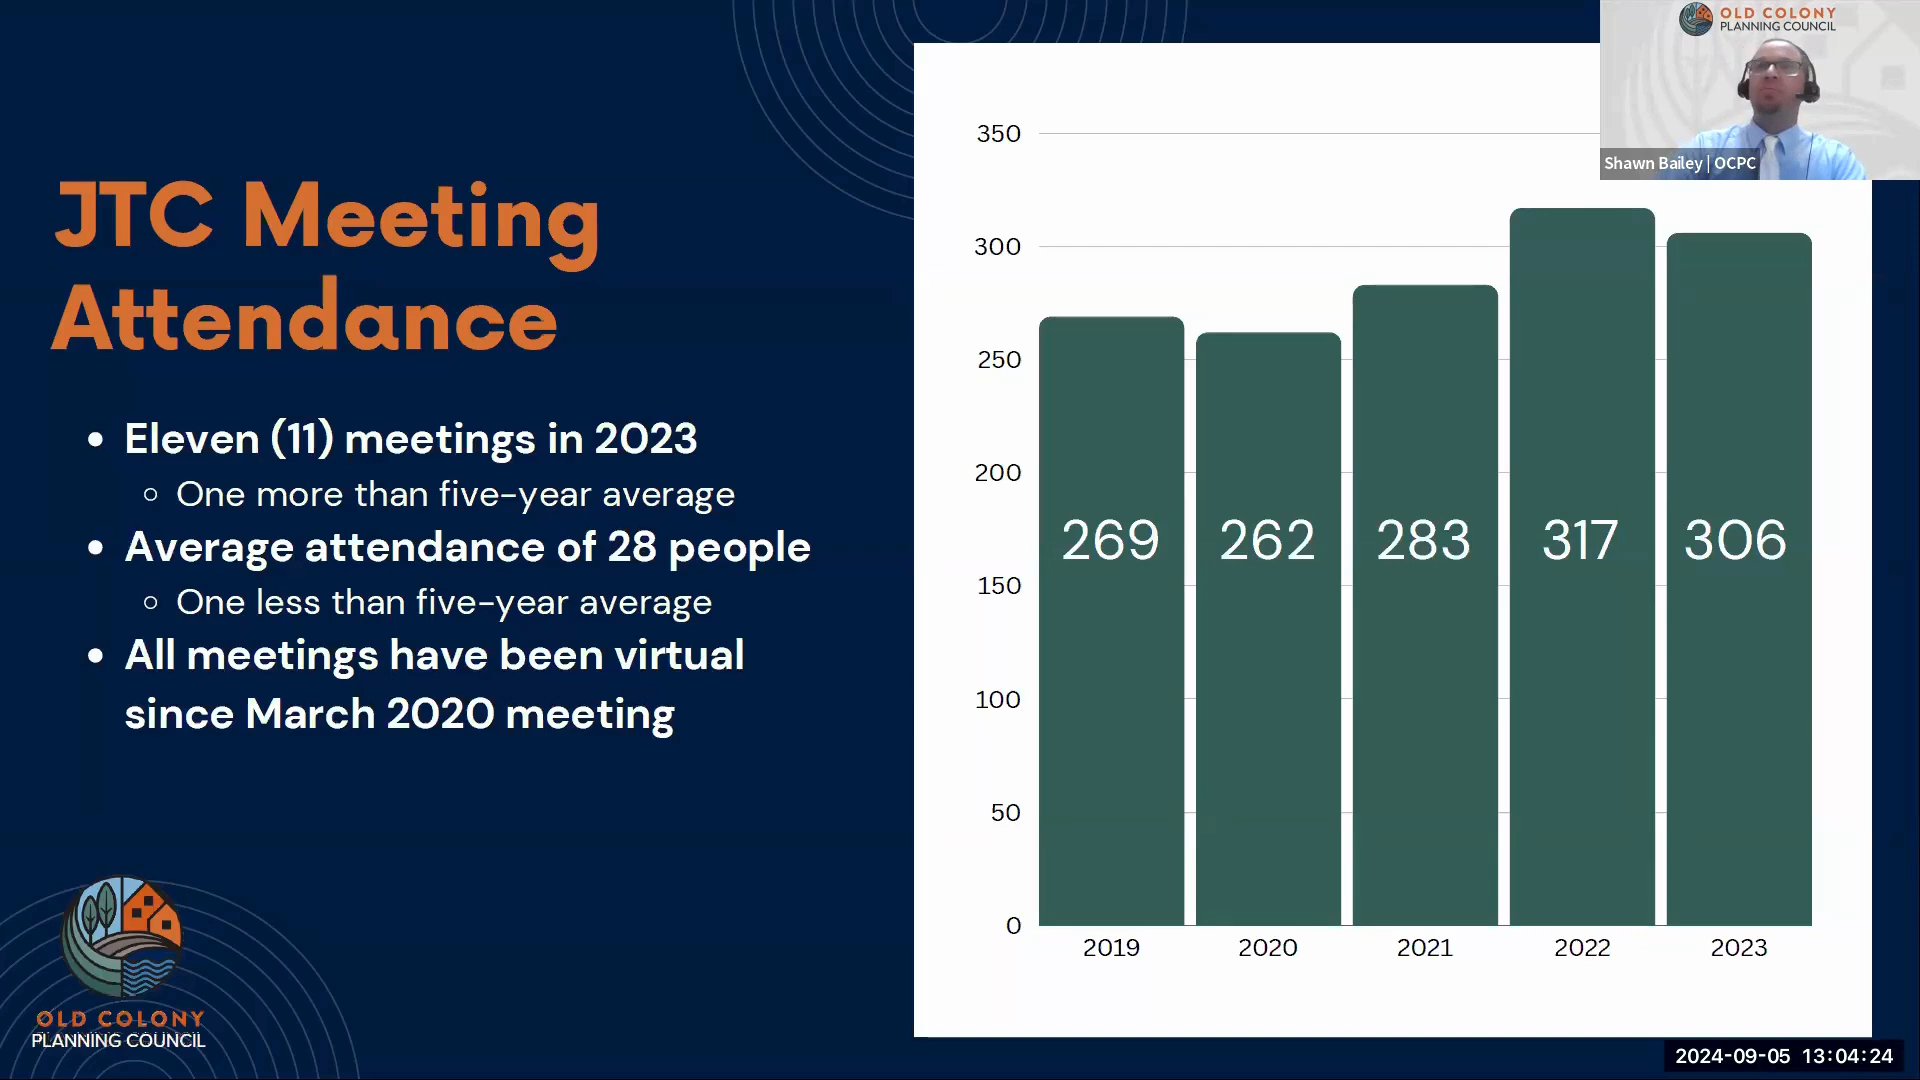 OLD COLONY
PLANNING COUNCIL
Shawn Bailey | OCPC
JTC Meeting
Attendance
• Eleven (11) meetings in 2023
◦ One more than five-year average
• Average attendance of 28 people
◦ One less than five-year average
• All meetings have been virtual
since March 2020 meeting
350
300
250
200
150
100
50
0
269 262 283 317 306
2019 2020 2021 2022 2023
OLD COLONY
PLANNING COUNCIL
2024-09-05 13:04:24